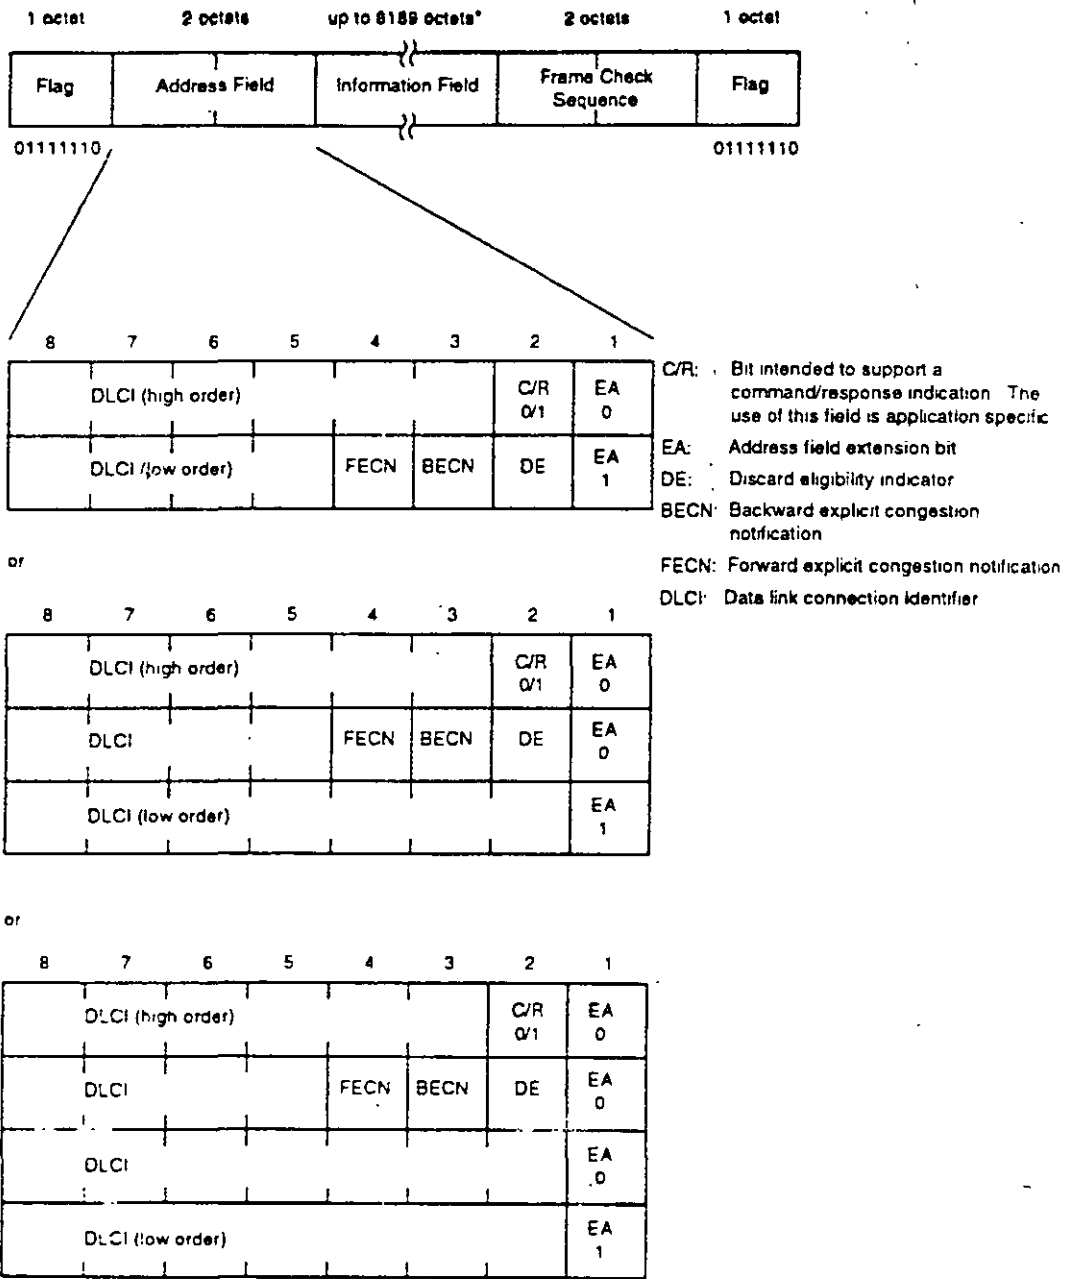 1 octet 2 octets up to 8189 octets* 2 octets 1 octet
Flag Address Field Information Field Frame Check Sequence Flag
01111110 01111110
8 7 6 5 4 3 2 1
DLCI (high order) C/R 0/1 EA 0
DLCI (low order) FECN BECN DE EA 1
C/R: Bit intended to support a
command/response indication The
use of this field is application specific
EA: Address field extension bit
DE: Discard eligibility indicator
BECN: Backward explicit congestion
notification
FECN: Forward explicit congestion notification
DLCI: Data link connection identifier
or
8 7 6 5 4 3 2 1
DLCI (high order) C/R 0/1 EA 0
DLCI FECN BECN DE EA 0
DLCI (low order) EA 1
or
8 7 6 5 4 3 2 1
DLCI (high order) C/R 0/1 EA 0
DLCI FECN BECN DE EA 0
DLCI EA 0
DLCI (low order) EA 1